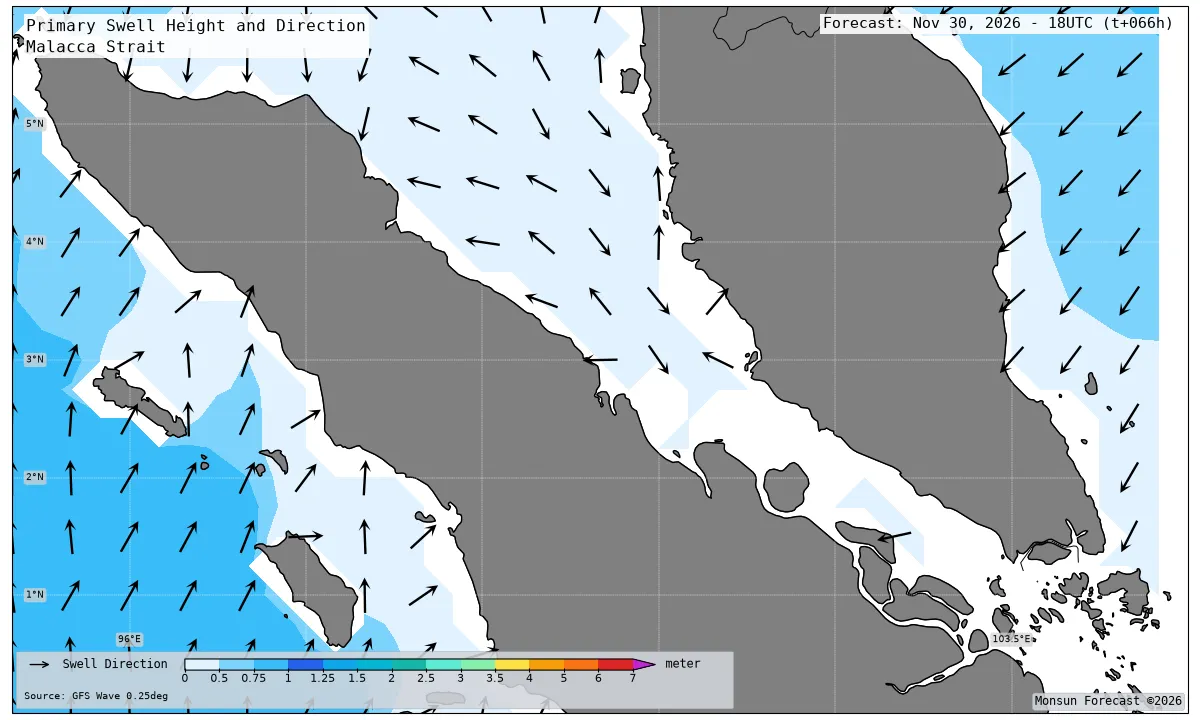 Primary Swell Height and Direction
Malacca Strait
Forecast: Nov 30, 2026 - 18UTC (t+066h)
5°N
4°N
3°N
2°N
1°N
96°E
103.5°E
Swell Direction
0 0.5 0.75 1 1.25 1.5 2 2.5 3 3.5 4 5 6 7
meter
Source: GFS Wave 0.25deg
Monsun Forecast ©2026